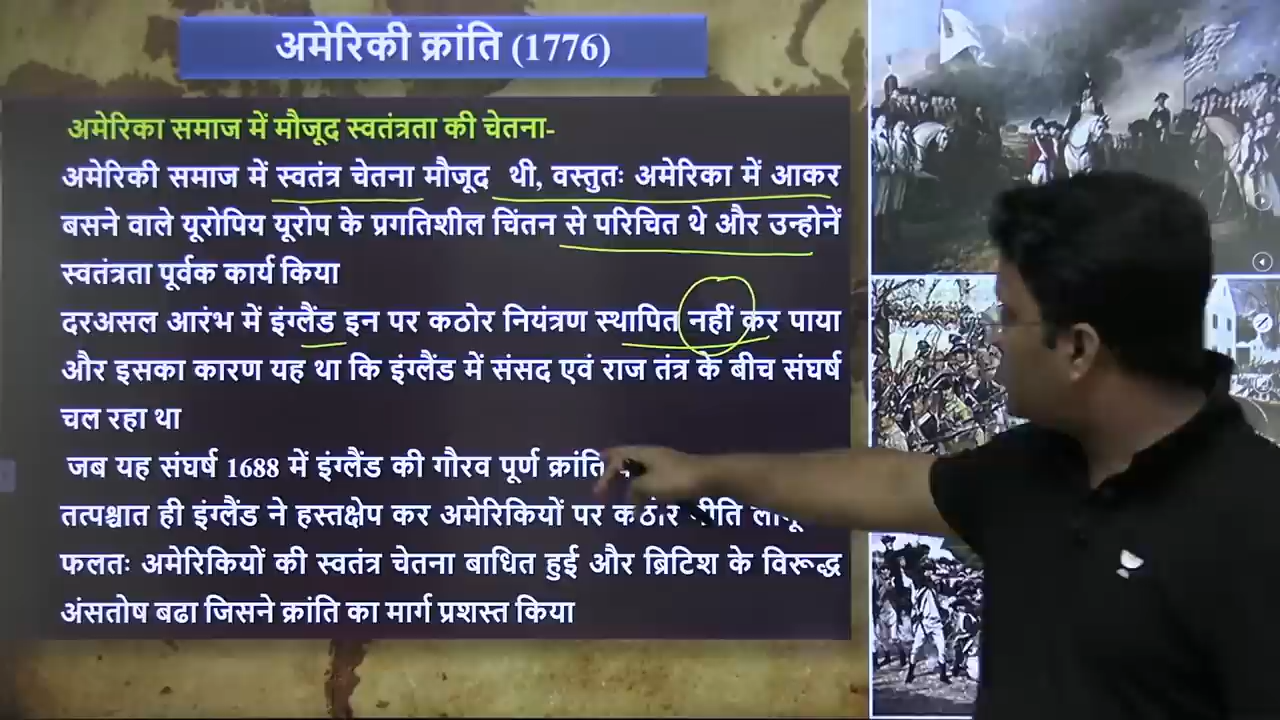 अमेरिकी क्रांति (1776)
अमेरिका समाज में मौजूद स्वतंत्रता की चेतना-
अमेरिकी समाज में स्वतंत्र चेतना मौजूद थी, वस्तुतः अमेरिका में आकर
बसने वाले यूरोपिय यूरोप के प्रगतिशील चिंतन से परिचित थे और उन्होनें
स्वतंत्रता पूर्वक कार्य किया
दरअसल आरंभ में इंग्लैंड इन पर कठोर नियंत्रण स्थापित नहीं कर पाया
और इसका कारण यह था कि इंग्लैंड में संसद एवं राज तंत्र के बीच संघर्ष
चल रहा था
जब यह संघर्ष 1688 में इंग्लैंड की गौरव पूर्ण क्रांति
तत्पश्चात ही इंग्लैंड ने हस्तक्षेप कर अमेरिकियों पर कठोर नीति
फलतः अमेरिकियों की स्वतंत्र चेतना बाधित हुई और ब्रिटिश के विरूद्ध
अंसतोष बढा जिसने क्रांति का मार्ग प्रशस्त किया